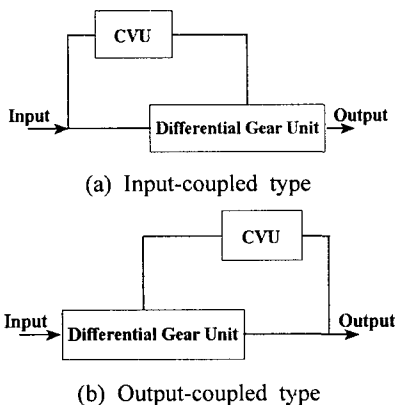 CVU
Input
Differential Gear Unit
Output
(a) Input-coupled type
CVU
Input
Differential Gear Unit
Output
(b) Output-coupled type